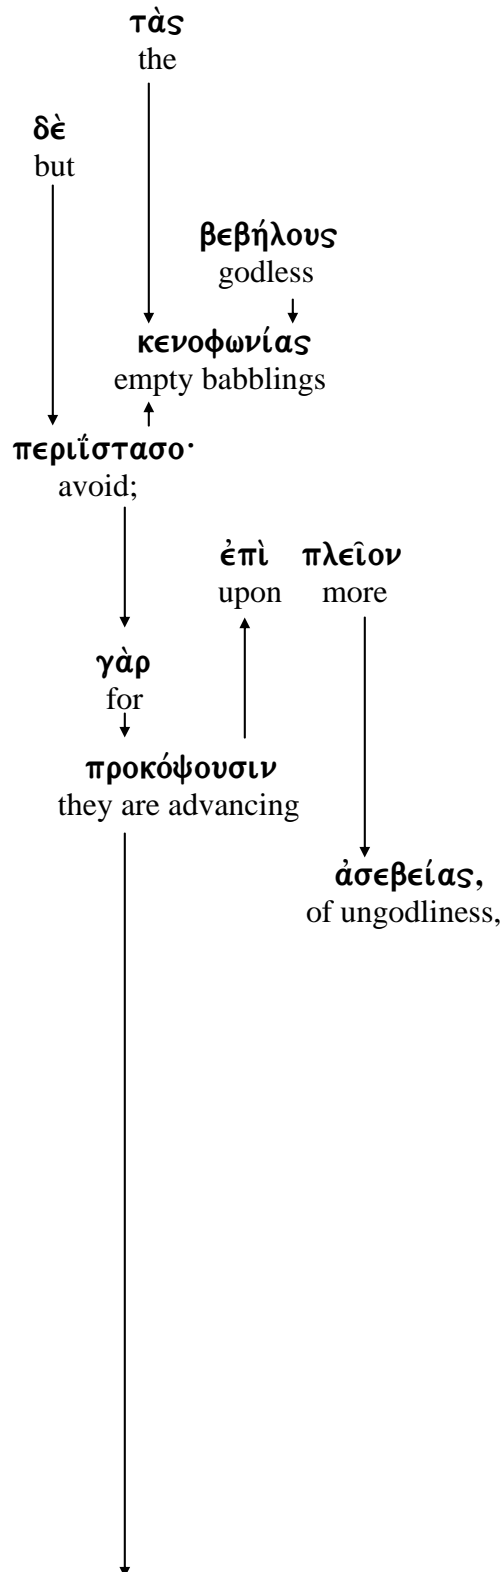 τὰς
the
δὲ
but
βεβήλους
godless
κενοφωνίας
empty babblings
περιΐστασο·
avoid;
ἐπὶ πλεῖον
upon more
γὰρ
for
προκόψουσιν
they are advancing
ἀσεβείας,
of ungodliness,